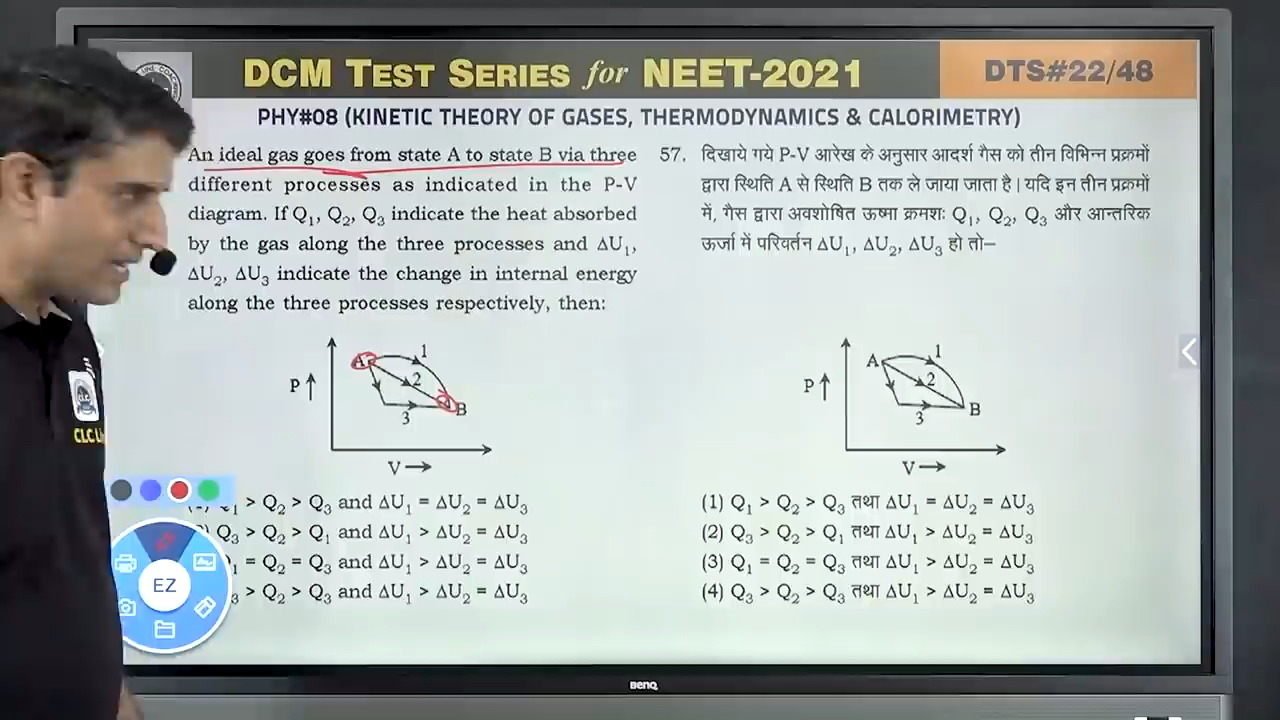 DCM TEST SERIES for NEET-2021
DTS#22/48
PHY#08 (KINETIC THEORY OF GASES, THERMODYNAMICS & CALORIMETRY)
An ideal gas goes from state A to state B via three
different processes as indicated in the P-V
diagram. If Q₁, Q₂, Q₃ indicate the heat absorbed
by the gas along the three processes and ΔU₁,
ΔU₂, ΔU₃ indicate the change in internal energy
along the three processes respectively, then:
A
1
2
3
B
P
V
> Q₂ > Q₃ and ΔU₁ = ΔU₂ = ΔU₃
Q₃ > Q₂ > Q₁ and ΔU₁ > ΔU₂ = ΔU₃
= Q₂ = Q₃ and ΔU₁ > ΔU₂ = ΔU₃
> Q₂ > Q₃ and ΔU₁ > ΔU₂ = ΔU₃
57. दिखाये गये P-V आरेख के अनुसार आदर्श गैस को तीन विभिन्न प्रक्रमों
द्वारा स्थिति A से स्थिति B तक ले जाया जाता है। यदि इन तीन प्रक्रमों
में, गैस द्वारा अवशोषित ऊष्मा क्रमशः Q₁, Q₂, Q₃ और आन्तरिक
ऊर्जा में परिवर्तन ΔU₁, ΔU₂, ΔU₃ हो तो–
A
1
2
3
B
P
V
(1) Q₁ > Q₂ > Q₃ तथा ΔU₁ = ΔU₂ = ΔU₃
(2) Q₃ > Q₂ > Q₁ तथा ΔU₁ > ΔU₂ = ΔU₃
(3) Q₁ = Q₂ = Q₃ तथा ΔU₁ > ΔU₂ = ΔU₃
(4) Q₃ > Q₂ > Q₃ तथा ΔU₁ > ΔU₂ = ΔU₃
EZ
CLC
BenQ